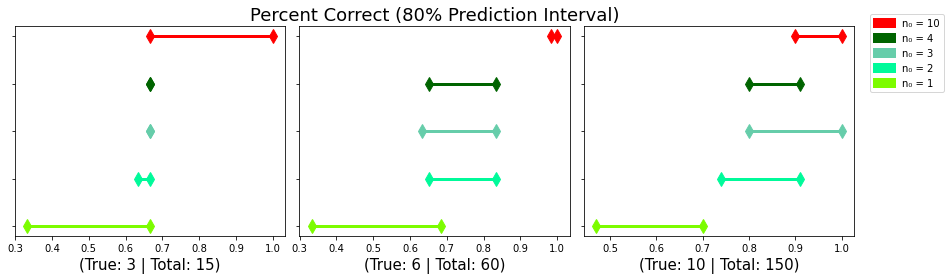 Percent Correct (80% Prediction Interval)
n₀ = 10
n₀ = 4
n₀ = 3
n₀ = 2
n₀ = 1
0.3 0.4 0.5 0.6 0.7 0.8 0.9 1.0
0.3 0.4 0.5 0.6 0.7 0.8 0.9 1.0
0.5 0.6 0.7 0.8 0.9 1.0
(True: 3 | Total: 15)
(True: 6 | Total: 60)
(True: 10 | Total: 150)